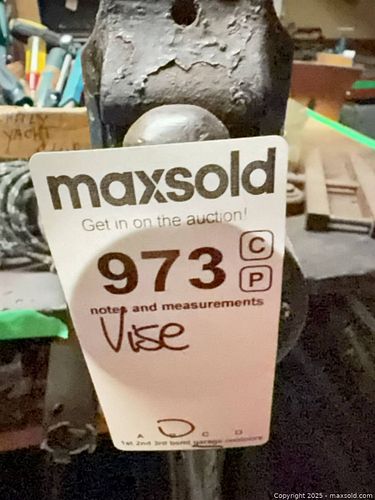 YACHT
maxsold
Get in on the auction!
973 C
P
notes and measurements
Vise
A C D
1st 2nd 3rd bsmt garage outdoors
Copyright 2025 - maxsold.com